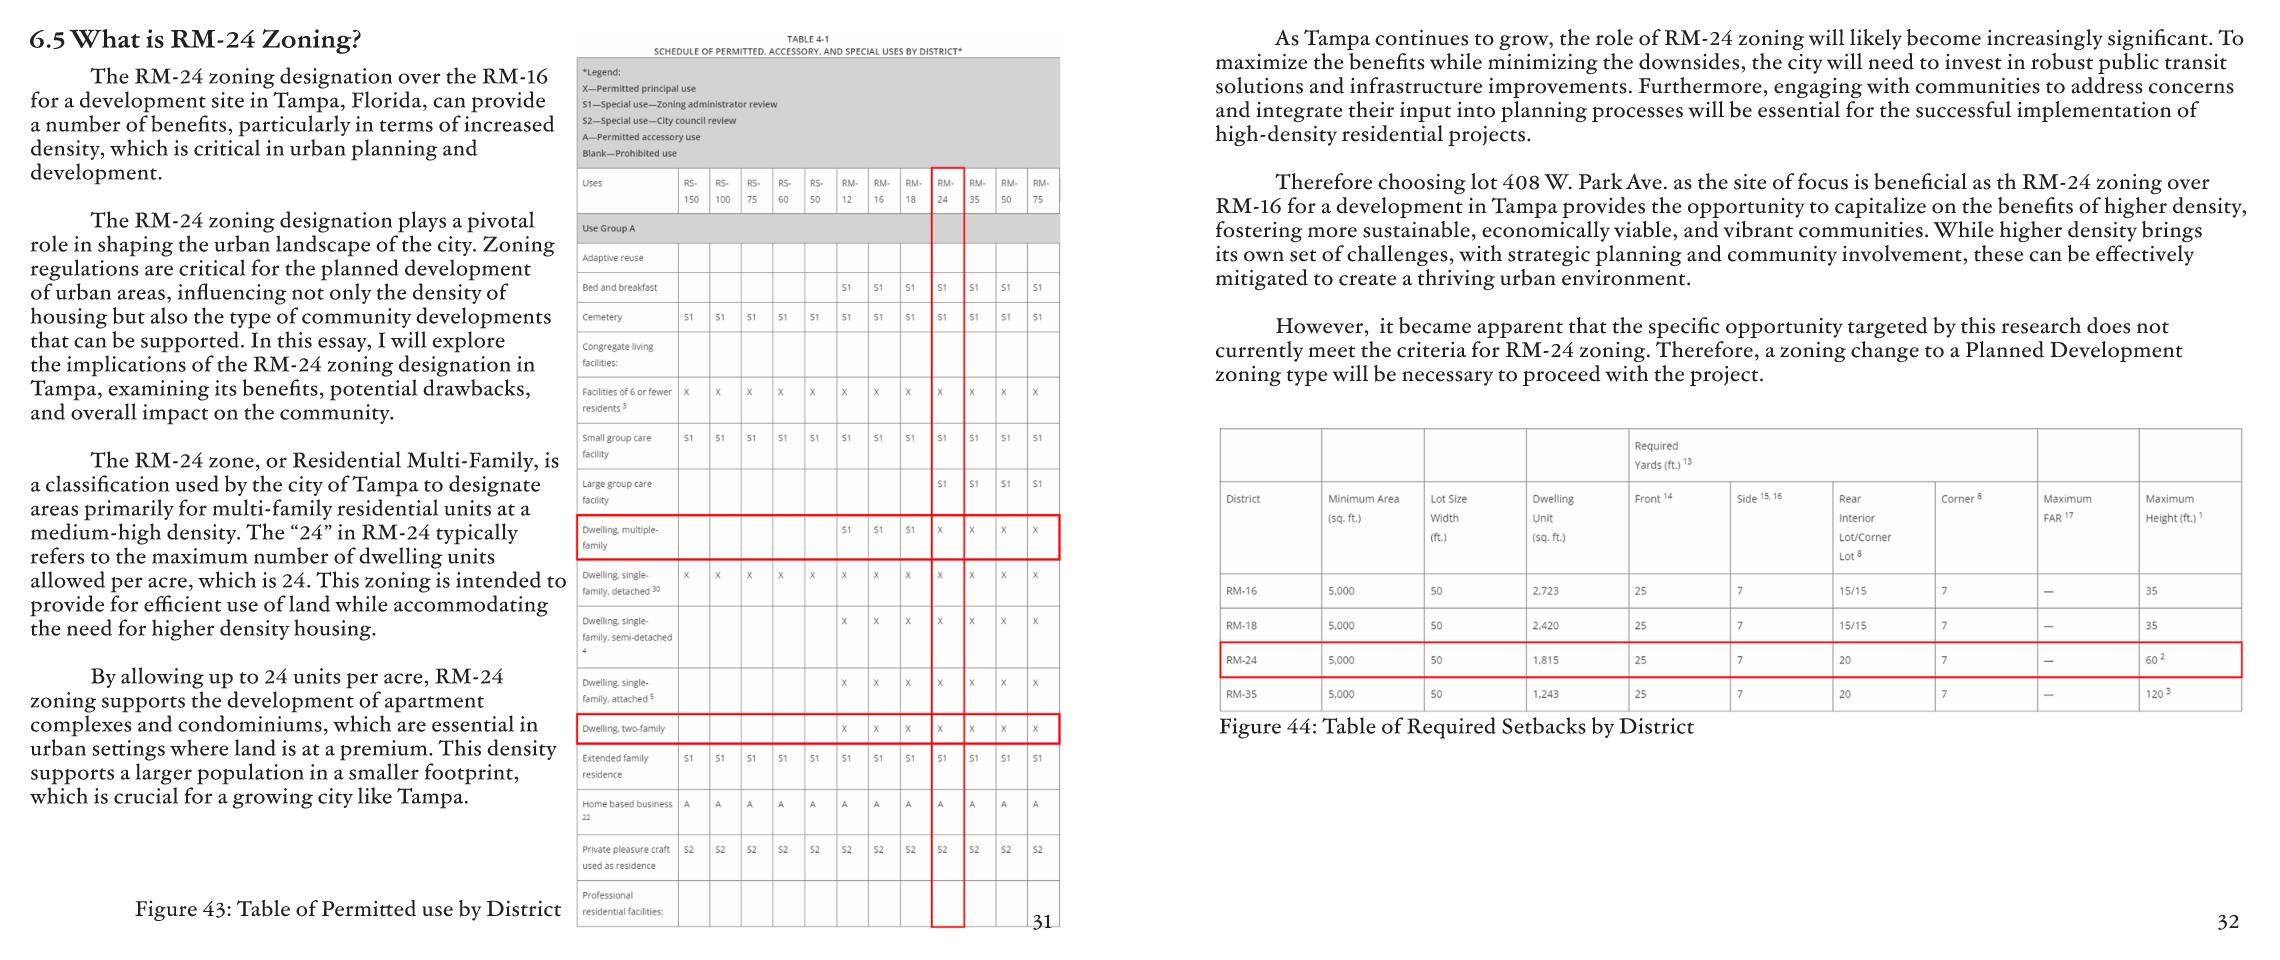 6.5 What is RM-24 Zoning?
The RM-24 zoning designation over the RM-16
for a development site in Tampa, Florida, can provide
a number of benefits, particularly in terms of increased
density, which is critical in urban planning and
development.
The RM-24 zoning designation plays a pivotal
role in shaping the urban landscape of the city. Zoning
regulations are critical for the planned development
of urban areas, influencing not only the density of
housing but also the type of community developments
that can be supported. In this essay, I will explore
the implications of the RM-24 zoning designation in
Tampa, examining its benefits, potential drawbacks,
and overall impact on the community.
The RM-24 zone, or Residential Multi-Family, is
a classification used by the city of Tampa to designate
areas primarily for multi-family residential units at a
medium-high density. The “24” in RM-24 typically
refers to the maximum number of dwelling units
allowed per acre, which is 24. This zoning is intended to
provide for efficient use of land while accommodating
the need for higher density housing.
By allowing up to 24 units per acre, RM-24
zoning supports the development of apartment
complexes and condominiums, which are essential in
urban settings where land is at a premium. This density
supports a larger population in a smaller footprint,
which is crucial for a growing city like Tampa.
Figure 43: Table of Permitted use by District
TABLE 4-1
SCHEDULE OF PERMITTED, ACCESSORY, AND SPECIAL USES BY DISTRICT*
*Legend:
X—Permitted principal use
S1—Special use—Zoning administrator review
S2—Special use—City council review
A—Permitted accessory use
Blank—Prohibited use
Uses RS- RS- RS- RS- RS- RM- RM- RM- RM- RM- RM- RM-
150 100 75 60 50 12 16 18 24 35 50 75
Use Group A
Adaptive reuse
Bed and breakfast S1 S1 S1 S1 S1 S1 S1
Cemetery S1 S1 S1 S1 S1 S1 S1 S1 S1 S1 S1 S1
Congregate living
facilities:
Facilities of 6 or fewer X X X X X X X X X X X X
residents 3
Small group care S1 S1 S1 S1 S1 S1 S1 S1 S1 S1 S1 S1
facility
Large group care S1 S1 S1 S1
facility
Dwelling, multiple- S1 S1 S1 X X X X
family
Dwelling, single- X X X X X X X X X X X X
family, detached 30
Dwelling, single- X X X X X X X
family, semi-detached
4
Dwelling, single- X X X X X X X
family, attached 5
Dwelling, two-family X X X X X X X
Extended family S1 S1 S1 S1 S1 S1 S1 S1 S1 S1 S1 S1
residence
Home based business A A A A A A A A A A A A
22
Private pleasure craft S2 S2 S2 S2 S2 S2 S2 S2 S2 S2 S2 S2
used as residence
Professional
residential facilities:
31
As Tampa continues to grow, the role of RM-24 zoning will likely become increasingly significant. To
maximize the benefits while minimizing the downsides, the city will need to invest in robust public transit
solutions and infrastructure improvements. Furthermore, engaging with communities to address concerns
and integrate their input into planning processes will be essential for the successful implementation of
high-density residential projects.
Therefore choosing lot 408 W. Park Ave. as the site of focus is beneficial as th RM-24 zoning over
RM-16 for a development in Tampa provides the opportunity to capitalize on the benefits of higher density,
fostering more sustainable, economically viable, and vibrant communities. While higher density brings
its own set of challenges, with strategic planning and community involvement, these can be effectively
mitigated to create a thriving urban environment.
However, it became apparent that the specific opportunity targeted by this research does not
currently meet the criteria for RM-24 zoning. Therefore, a zoning change to a Planned Development
zoning type will be necessary to proceed with the project.
Required
Yards (ft.) 13
District Minimum Area Lot Size Dwelling Front 14 Side 15, 16 Rear Corner 8 Maximum Maximum
(sq. ft.) Width Unit Interior FAR 17 Height (ft.) 1
(ft.) (sq. ft.) Lot/Corner
Lot 8
RM-16 5,000 50 2,723 25 7 15/15 7 — 35
RM-18 5,000 50 2,420 25 7 15/15 7 — 35
RM-24 5,000 50 1,815 25 7 20 7 — 60 2
RM-35 5,000 50 1,243 25 7 20 7 — 120 3
Figure 44: Table of Required Setbacks by District
32